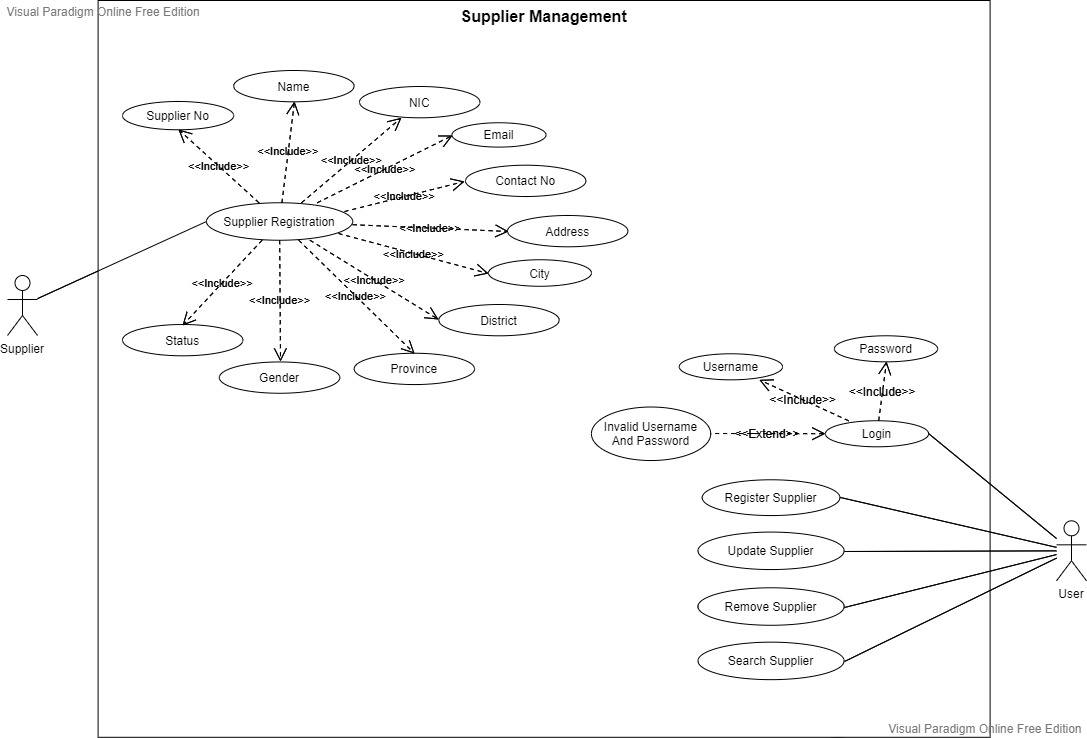 Visual Paradigm Online Free Edition
Supplier Management
Name
NIC
Supplier No
Email
<<Include>>
<<Include>>
<<Include>>
<<Include>>
Contact No
<<Include>>
Supplier Registration
<<Include>>
Address
<<Include>>
City
<<Include>>
<<Include>>
<<Include>>
<<Include>>
District
Status
Supplier
Province
Gender
Password
Username
<<Include>>
<<Include>>
Invalid Username
And Password
<<Extend>>
Login
Register Supplier
Update Supplier
User
Remove Supplier
Search Supplier
Visual Paradigm Online Free Edition